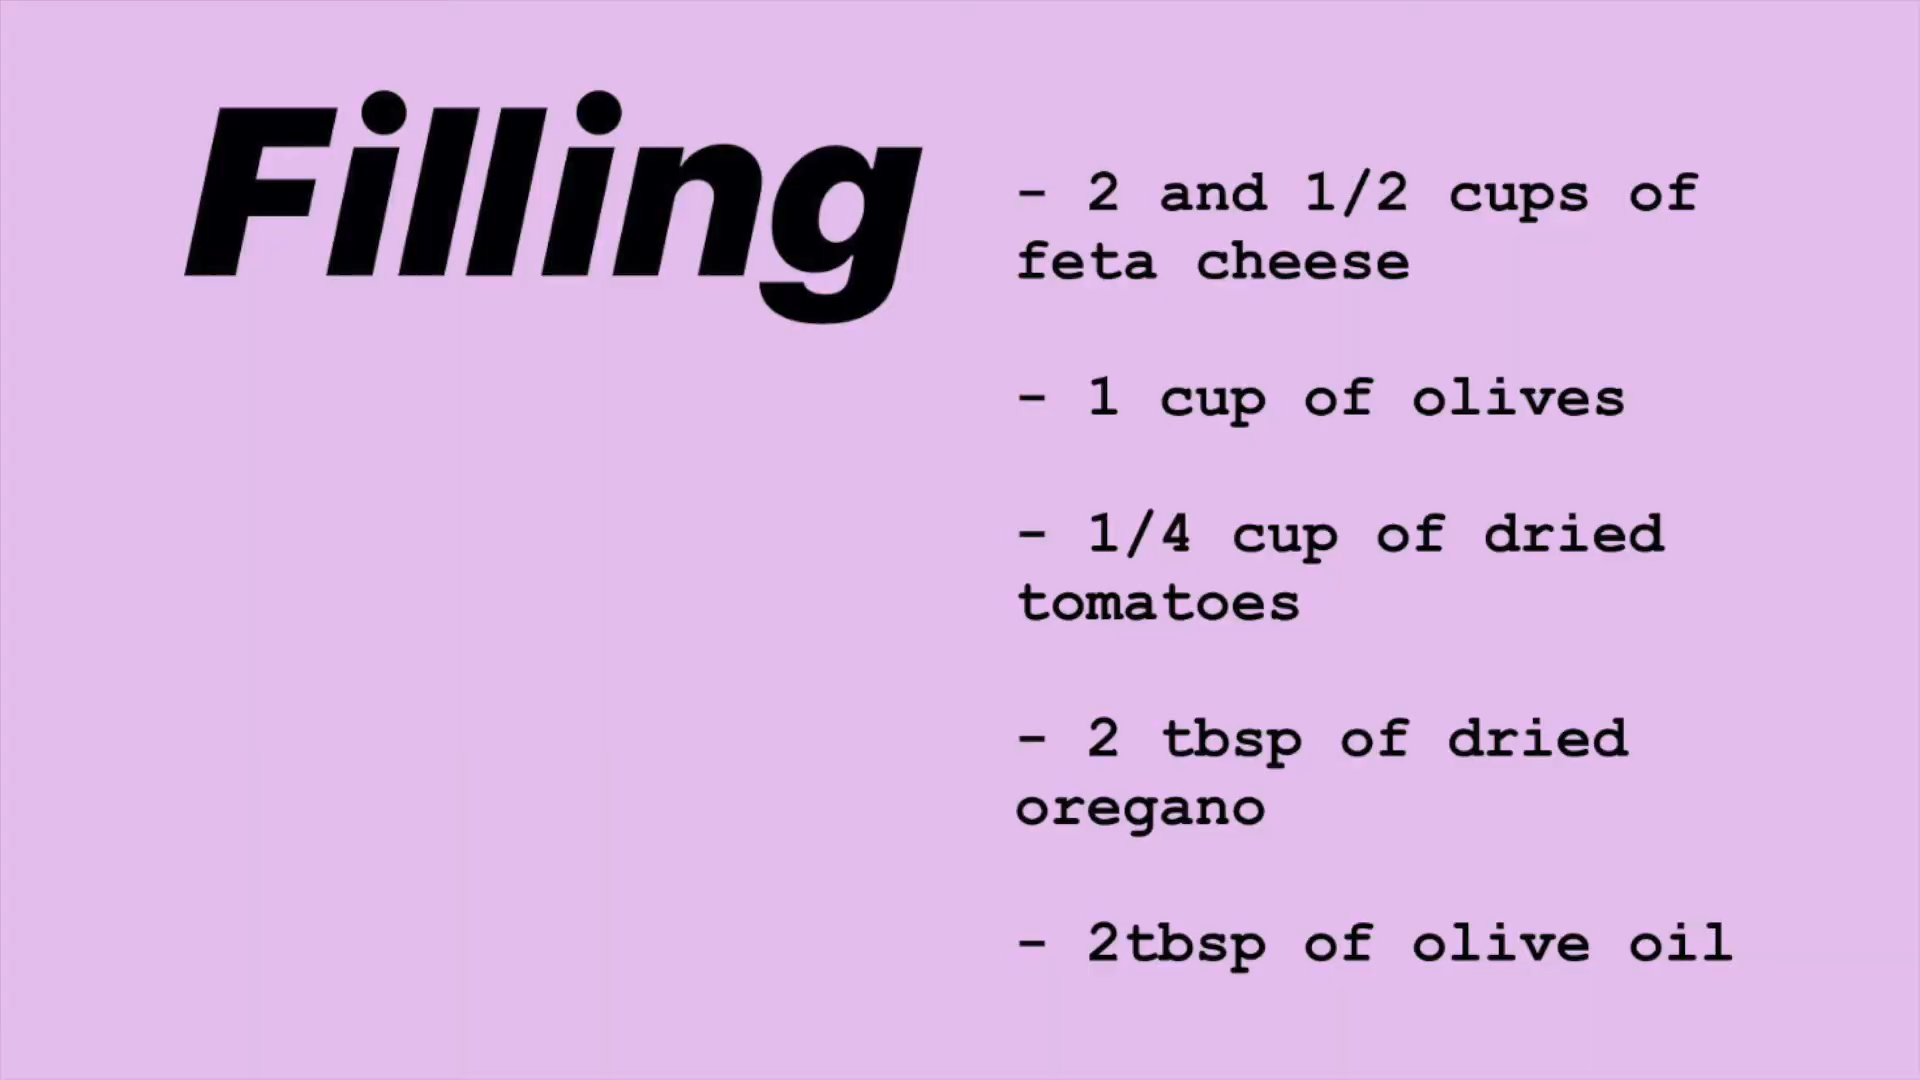 Filling
- 2 and 1/2 cups of
feta cheese
- 1 cup of olives
- 1/4 cup of dried
tomatoes
- 2 tbsp of dried
oregano
- 2tbsp of olive oil